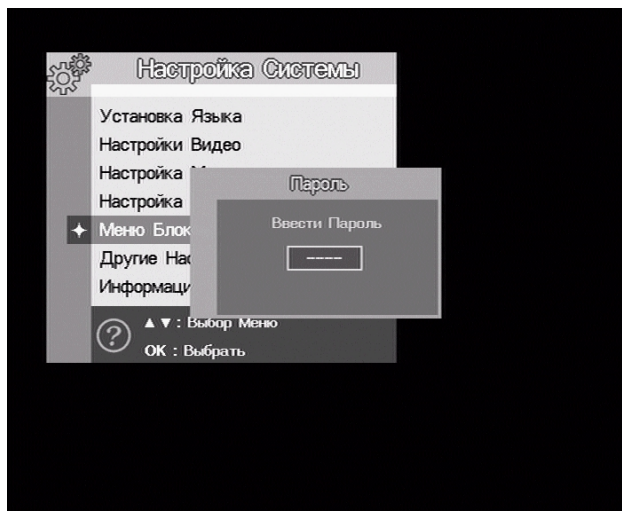 Настройка Системы
Установка Языка
Настройки Видео
Настройка
Настройка
Меню Блок
Другие Нас
Информаци
Пароль
Ввести Пароль
----
? ▲ ▼ : Выбор Меню
OK : Выбрать